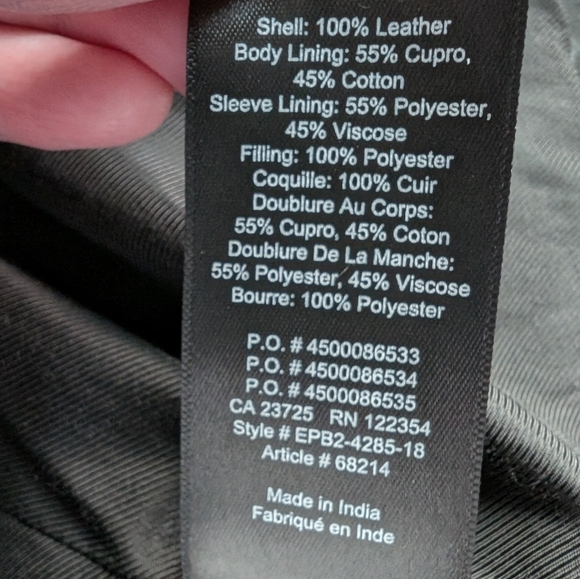 Shell: 100% Leather
Body Lining: 55% Cupro,
45% Cotton
Sleeve Lining: 55% Polyester,
45% Viscose
Filling: 100% Polyester
Coquille: 100% Cuir
Doublure Au Corps:
55% Cupro, 45% Coton
Doublure De La Manche:
55% Polyester, 45% Viscose
Bourre: 100% Polyester
P.O. # 4500086533
P.O. # 4500086534
P.O. # 4500086535
CA 23725 RN 122354
Style # EPB2-4285-18
Article # 68214
Made in India
Fabriqué en Inde